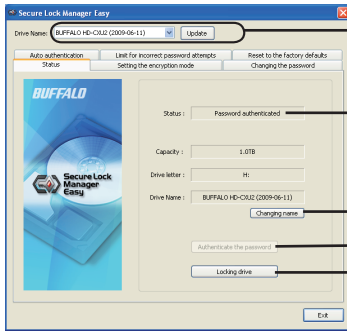 Secure Lock Manager Easy
Drive Name: BUFFALO HD-CXU2 (2009-06-11) Update
Auto authentication Limit for incorrect password attempts Reset to the factory defaults
Status Setting the encryption mode Changing the password
BUFFALO
Status : Password authenticated
Capacity : 1.0TB
Secure Lock
Manager
Easy
Drive letter : H:
Drive Name : BUFFALO HD-CXU2 (2009-06-11)
Changing name
Authenticate the password
Locking drive
Exit